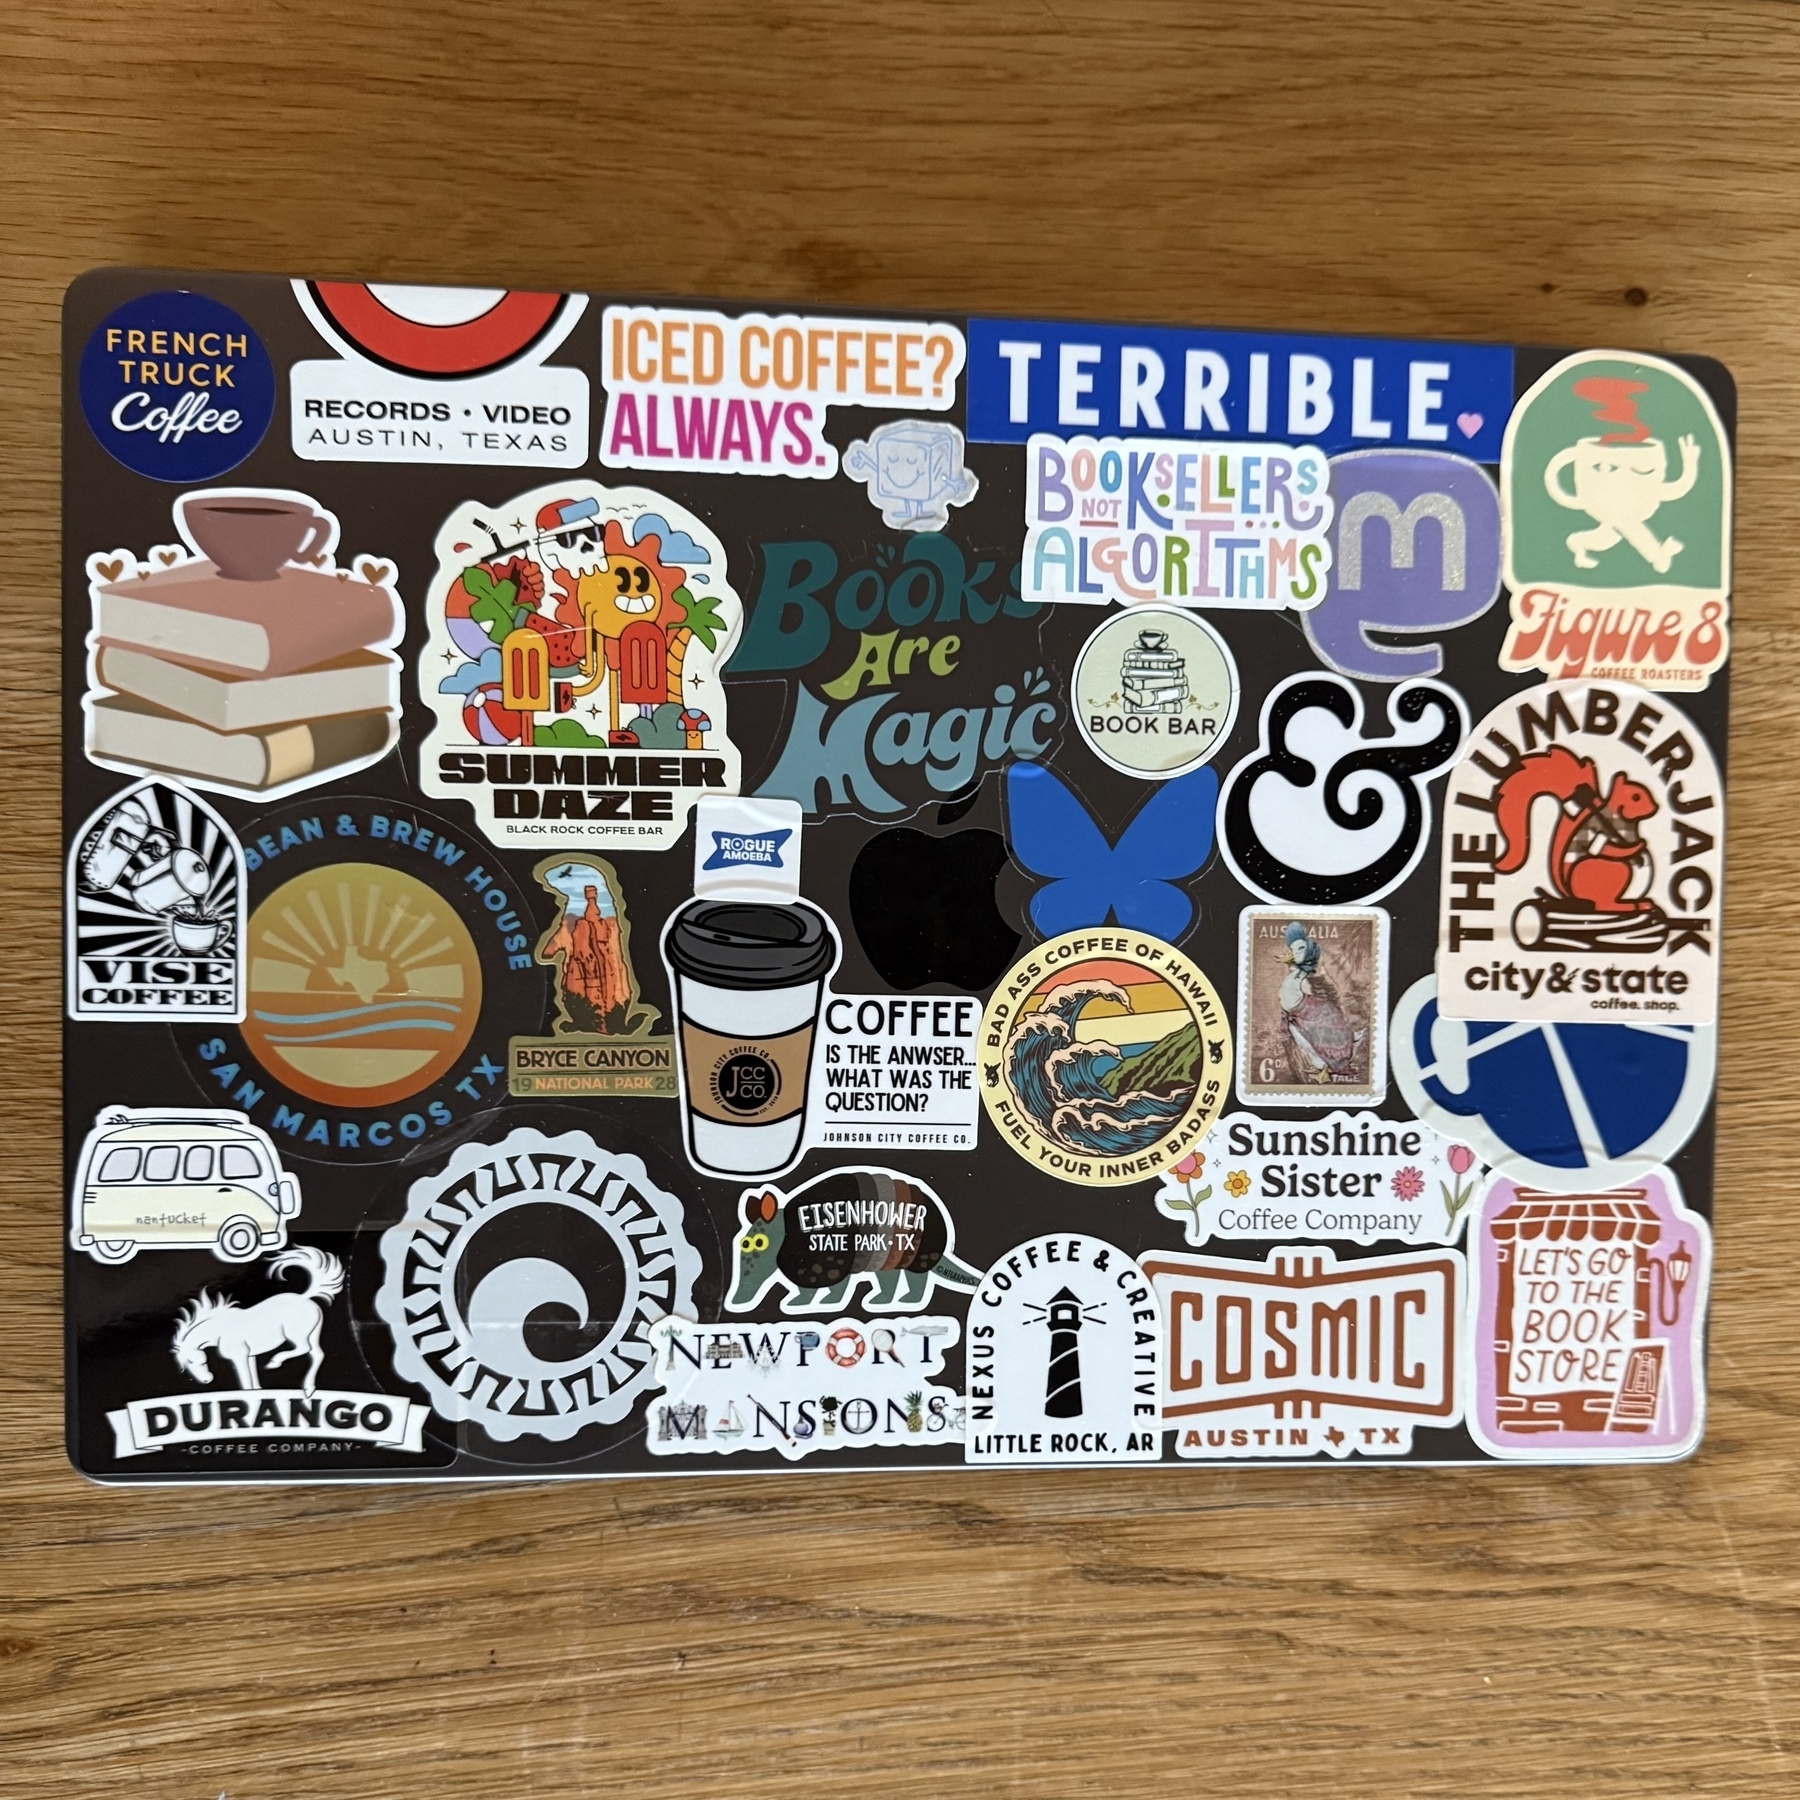 FRENCH
TRUCK
Coffee
RECORDS • VIDEO
AUSTIN, TEXAS
ICED COFFEE?
ALWAYS.
TERRIBLE.
BOOKSELLERS
NOT
ALGORITHMS
m
Figure 8
COFFEE ROASTERS
SUMMER
DAZE
BLACK ROCK COFFEE BAR
Books
Are
Magic
BOOK BAR
&
THE LUMBERJACK
city&state
coffee. shop.
VISE
COFFEE
BEAN & BREW HOUSE
SAN MARCOS TX
BRYCE CANYON
19 NATIONAL PARK 28
ROGUE
AMOEBA
JOHNSON CITY COFFEE CO.
JCC
CO.
COFFEE
IS THE ANWSER...
WHAT WAS THE
QUESTION?
JOHNSON CITY COFFEE CO.
BAD ASS COFFEE OF HAWAII
FUEL YOUR INNER BADASS
AUSTRALIA
6D
Sunshine
Sister
Coffee Company
nantucket
DURANGO
-COFFEE COMPANY-
EISENHOWER
STATE PARK • TX
NEWPORT
MANSIONS
NEXUS COFFEE & CREATIVE
LITTLE ROCK, AR
COSMIC
AUSTIN TX
LET'S GO
TO THE
BOOK
STORE